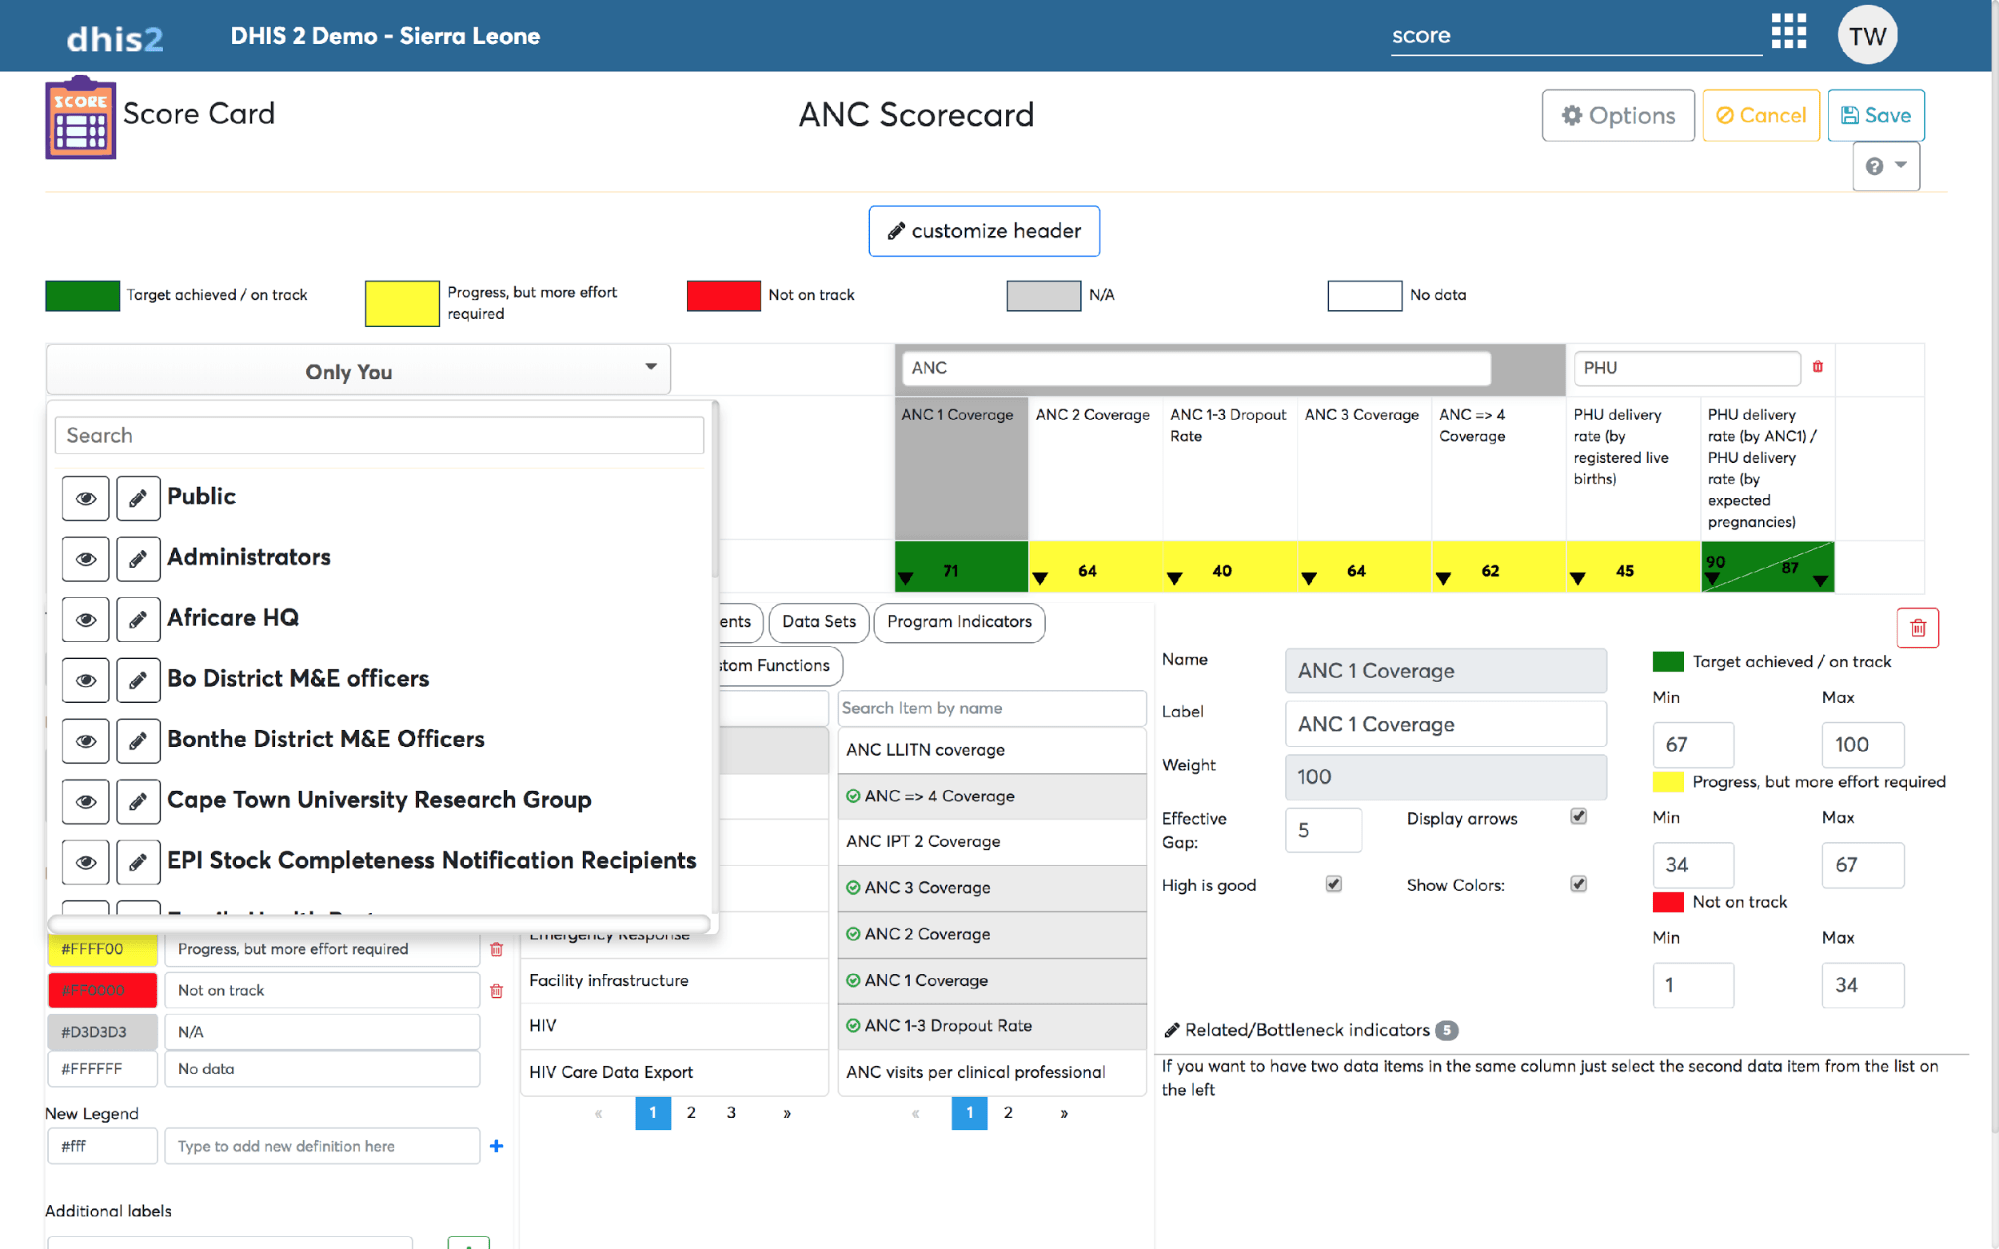 dhis2
DHIS 2 Demo - Sierra Leone
score
TW
SCORE
Score Card
ANC Scorecard
Options
Cancel
Save
customize header
Target achieved / on track
Progress, but more effort
required
Not on track
N/A
No data
Only You
ANC
PHU
Search
ANC 1 Coverage
ANC 2 Coverage
ANC 1-3 Dropout
Rate
ANC 3 Coverage
ANC => 4
Coverage
PHU delivery
rate (by
registered live
births)
PHU delivery
rate (by ANC1) /
PHU delivery
rate (by
expected
pregnancies)
71
64
40
64
62
45
90
87
Public
Administrators
Africare HQ
Bo District M&E officers
Bonthe District M&E Officers
Cape Town University Research Group
EPI Stock Completeness Notification Recipients
#FFFF00
Progress, but more effort required
#FF0000
Not on track
#D3D3D3
N/A
#FFFFFF
No data
New Legend
#fff
Type to add new definition here
Additional labels
ents
Data Sets
Program Indicators
stom Functions
Emergency Response
Facility infrastructure
HIV
HIV Care Data Export
« 1 2 3 »
Search Item by name
ANC LLITN coverage
ANC => 4 Coverage
ANC IPT 2 Coverage
ANC 3 Coverage
ANC 2 Coverage
ANC 1 Coverage
ANC 1-3 Dropout Rate
ANC visits per clinical professional
« 1 2 »
Name
ANC 1 Coverage
Label
ANC 1 Coverage
Weight
100
Effective
Gap:
5
Display arrows
High is good
Show Colors:
Target achieved / on track
Min
Max
67
100
Progress, but more effort required
Min
Max
34
67
Not on track
Min
Max
1
34
Related/Bottleneck indicators 5
If you want to have two data items in the same column just select the second data item from the list on
the left